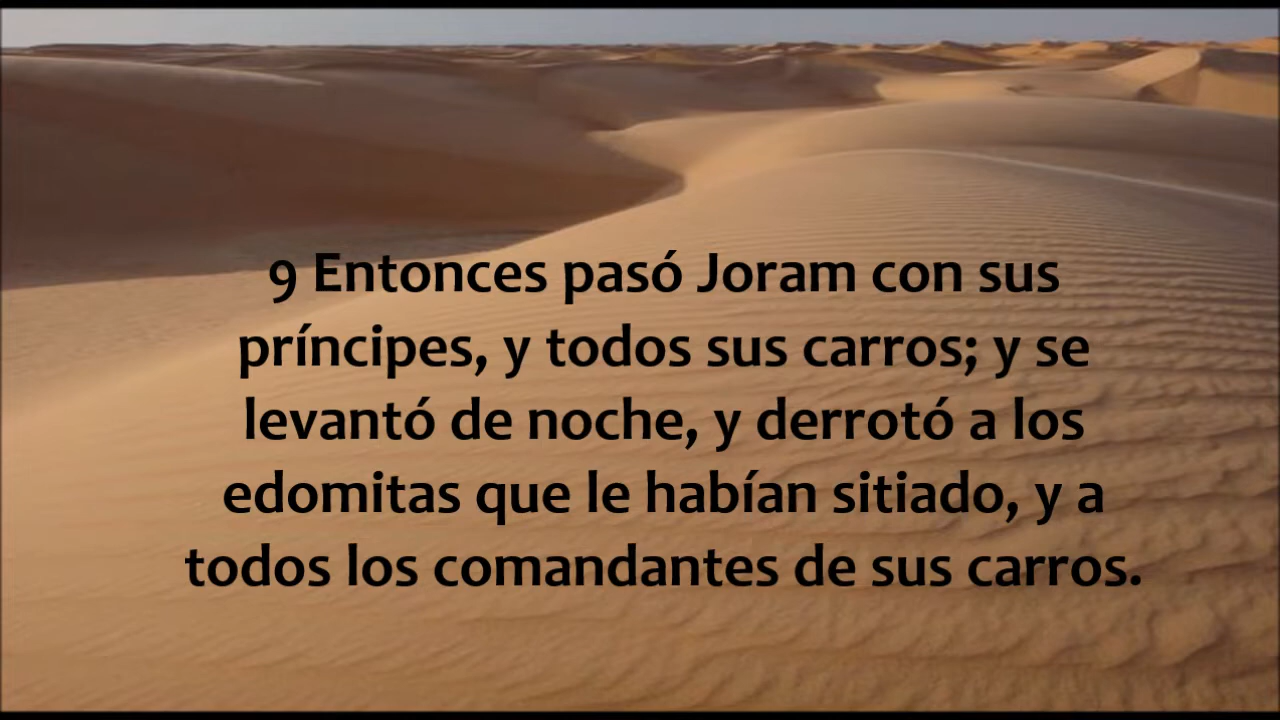 9 Entonces pasó Joram con sus
príncipes, y todos sus carros; y se
levantó de noche, y derrotó a los
edomitas que le habían sitiado, y a
todos los comandantes de sus carros.